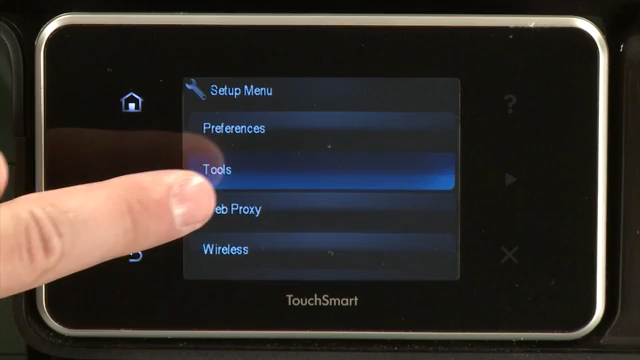 Setup Menu
Preferences
?
Tools
eb Proxy
Wireless
TouchSmart